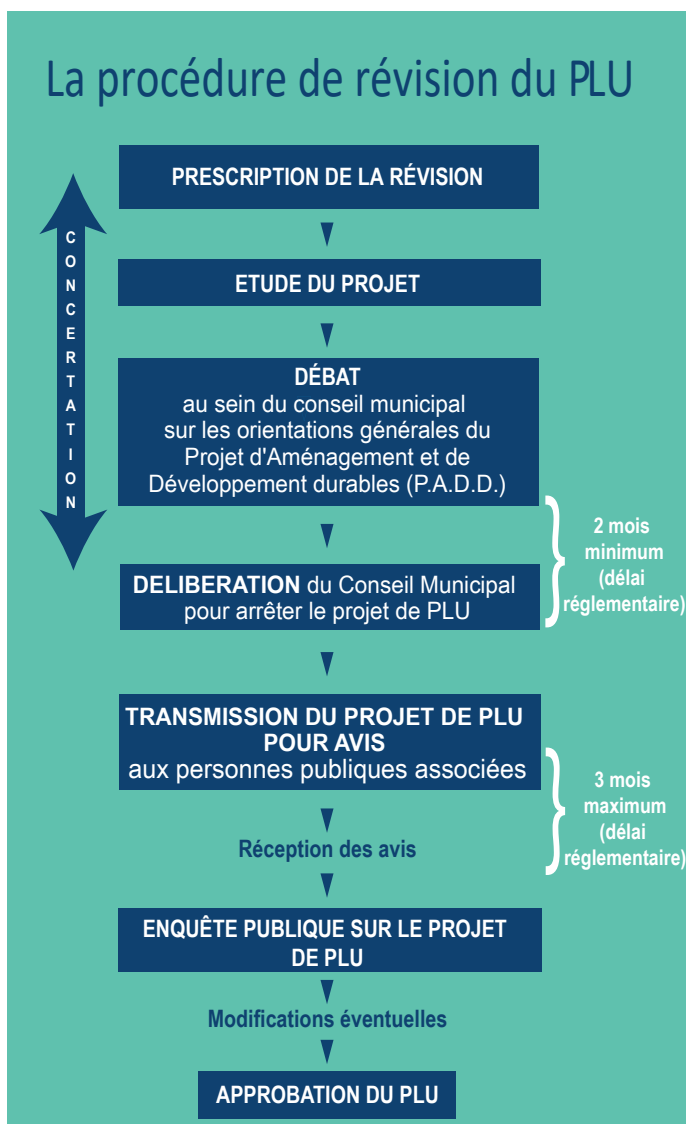 La procédure de révision du PLU
PRESCRIPTION DE LA RÉVISION
CONCERTATION
ETUDE DU PROJET
DÉBAT
au sein du conseil municipal
sur les orientations générales du
Projet d'Aménagement et de
Développement durables (P.A.D.D.)
2 mois
minimum
(délai
réglementaire)
DELIBERATION du Conseil Municipal
pour arrêter le projet de PLU
TRANSMISSION DU PROJET DE PLU
POUR AVIS
aux personnes publiques associées
3 mois
maximum
(délai
réglementaire)
Réception des avis
ENQUÊTE PUBLIQUE SUR LE PROJET
DE PLU
Modifications éventuelles
APPROBATION DU PLU